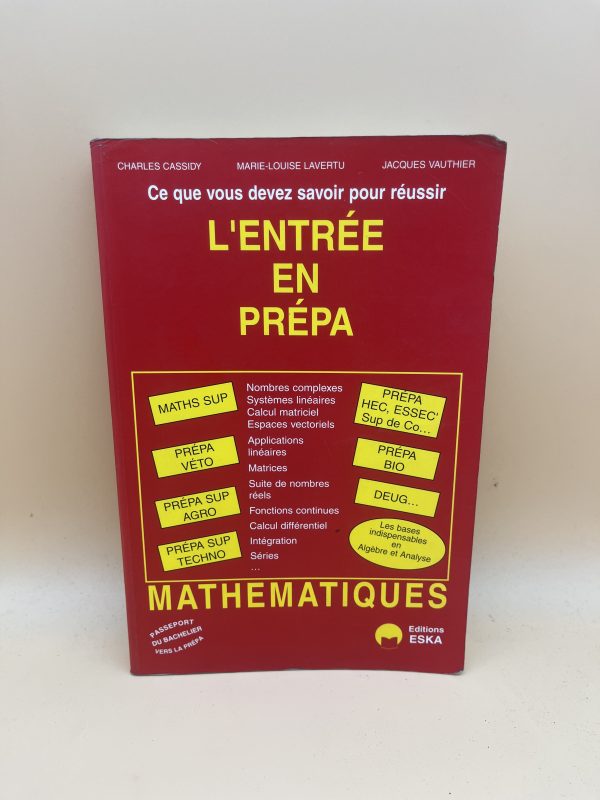 CHARLES CASSIDY MARIE-LOUISE LAVERTU JACQUES VAUTHIER
Ce que vous devez savoir pour réussir
L'ENTRÉE
EN
PRÉPA
MATHS SUP
PRÉPA
VÉTO
PRÉPA SUP
AGRO
PRÉPA SUP
TECHNO
Nombres complexes
Systèmes linéaires
Calcul matriciel
Espaces vectoriels
Applications
linéaires
Matrices
Suite de nombres
réels
Fonctions continues
Calcul différentiel
Intégration
Séries
...
PRÉPA
HEC, ESSEC'
Sup de Co...
PRÉPA
BIO
DEUG...
Les bases
indispensables
en
Algèbre et Analyse
MATHEMATIQUES
PASSEPORT
DU BACHELIER
VERS LA PRÉPA
Editions
ESKA